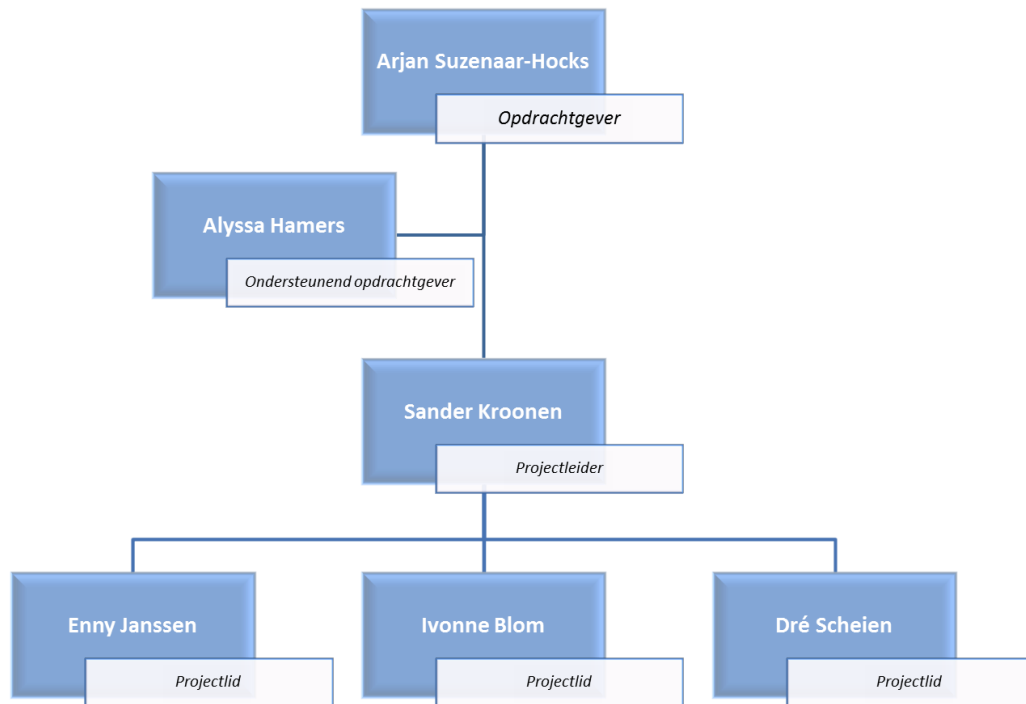 Arjan Suzenaar-Hocks
Opdrachtgever
Alyssa Hamers
Ondersteunend opdrachtgever
Sander Kroonen
Projectleider
Enny Janssen
Projectlid
Ivonne Blom
Projectlid
Dré Scheien
Projectlid